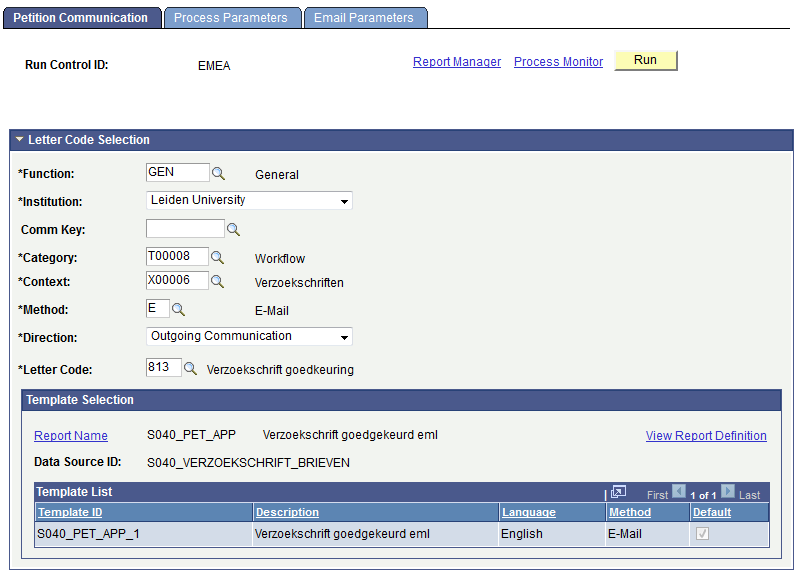 Petition Communication Process Parameters Email Parameters
Run Control ID: EMEA Report Manager Process Monitor Run
Letter Code Selection
*Function: GEN General
*Institution: Leiden University
Comm Key:
*Category: T00008 Workflow
*Context: X00006 Verzoekschriften
*Method: E E-Mail
*Direction: Outgoing Communication
*Letter Code: 813 Verzoekschrift goedkeuring
Template Selection
Report Name S040_PET_APP Verzoekschrift goedgekeurd eml View Report Definition
Data Source ID: S040_VERZOEKSCHRIFT_BRIEVEN
Template List | First 1 of 1 Last
Template ID Description Language Method Default
S040_PET_APP_1 Verzoekschrift goedgekeurd eml English E-Mail